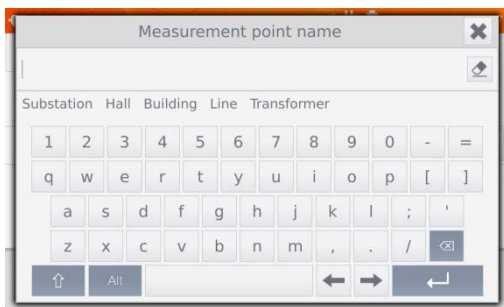 Measurement point name
Substation Hall Building Line Transformer
1 2 3 4 5 6 7 8 9 0 - =
q w e r t y u i o p [ ]
a s d f g h j k l ; '
z x c v b n m , . /
Alt